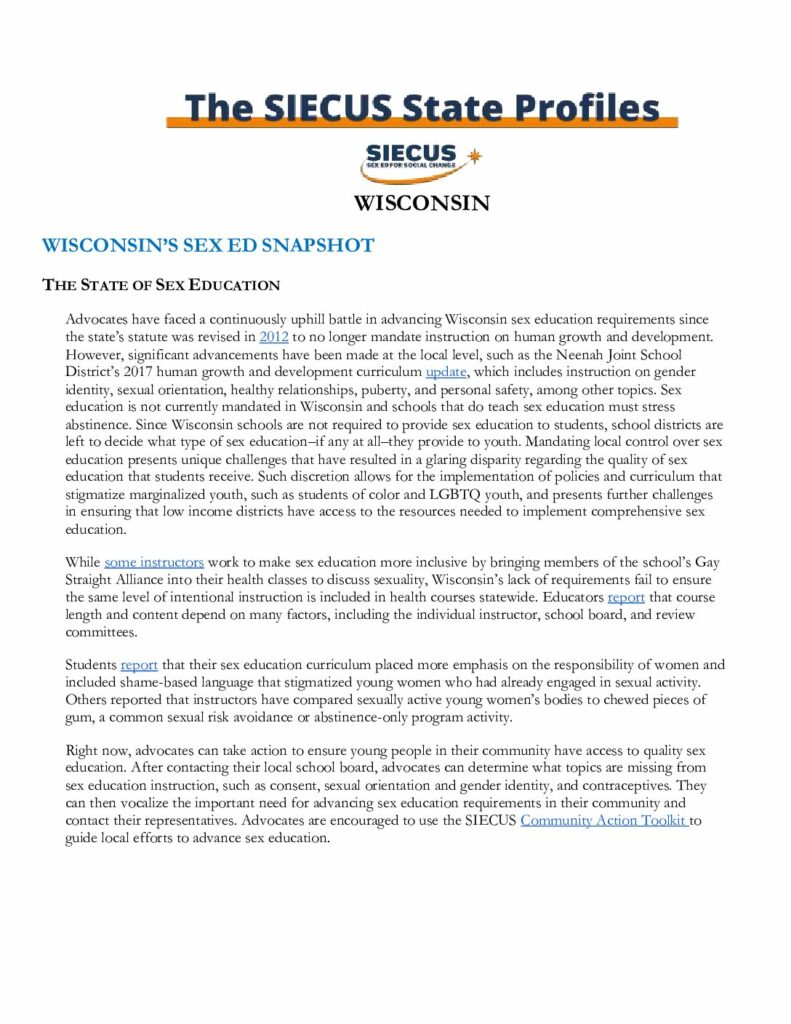 The SIECUS State Profiles
SIECUS
SEX ED FOR SOCIAL CHANGE
WISCONSIN
WISCONSIN'S SEX ED SNAPSHOT
THE STATE OF SEX EDUCATION
Advocates have faced a continuously uphill battle in advancing Wisconsin sex education requirements since
the state's statute was revised in 2012 to no longer mandate instruction on human growth and development.
However, significant advancements have been made at the local level, such as the Neenah Joint School
District's 2017 human growth and development curriculum update, which includes instruction on gender
identity, sexual orientation, healthy relationships, puberty, and personal safety, among other topics. Sex
education is not currently mandated in Wisconsin and schools that do teach sex education must stress
abstinence. Since Wisconsin schools are not required to provide sex education to students, school districts are
left to decide what type of sex education–if any at all–they provide to youth. Mandating local control over sex
education presents unique challenges that have resulted in a glaring disparity regarding the quality of sex
education that students receive. Such discretion allows for the implementation of policies and curriculum that
stigmatize marginalized youth, such as students of color and LGBTQ youth, and presents further challenges
in ensuring that low income districts have access to the resources needed to implement comprehensive sex
education.
While some instructors work to make sex education more inclusive by bringing members of the school's Gay
Straight Alliance into their health classes to discuss sexuality, Wisconsin's lack of requirements fail to ensure
the same level of intentional instruction is included in health courses statewide. Educators report that course
length and content depend on many factors, including the individual instructor, school board, and review
committees.
Students report that their sex education curriculum placed more emphasis on the responsibility of women and
included shame-based language that stigmatized young women who had already engaged in sexual activity.
Others reported that instructors have compared sexually active young women's bodies to chewed pieces of
gum, a common sexual risk avoidance or abstinence-only program activity.
Right now, advocates can take action to ensure young people in their community have access to quality sex
education. After contacting their local school board, advocates can determine what topics are missing from
sex education instruction, such as consent, sexual orientation and gender identity, and contraceptives. They
can then vocalize the important need for advancing sex education requirements in their community and
contact their representatives. Advocates are encouraged to use the SIECUS Community Action Toolkit to
guide local efforts to advance sex education.